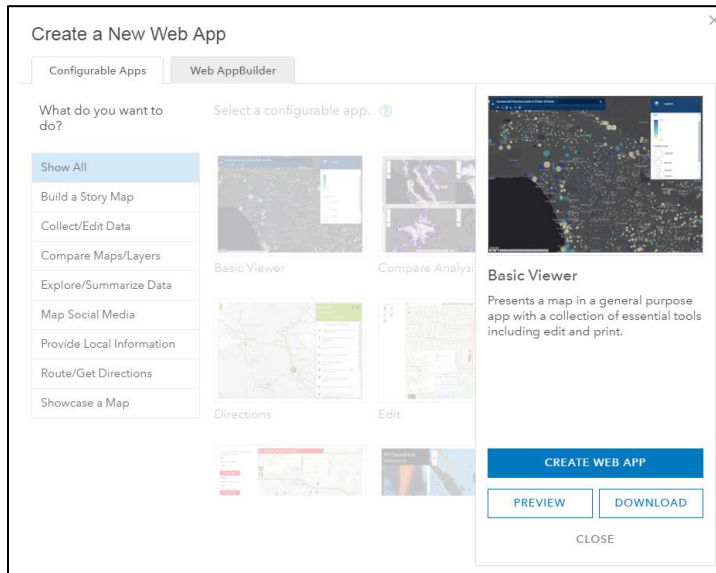 Create a New Web App
Configurable Apps
Web AppBuilder
What do you want to
do?
Show All
Build a Story Map
Collect/Edit Data
Compare Maps/Layers
Explore/Summarize Data
Map Social Media
Provide Local Information
Route/Get Directions
Showcase a Map
Select a configurable app. ?
Basic Viewer
Compare Analysi
Directions
Edit
Legend
esri
Basic Viewer
Presents a map in a general purpose
app with a collection of essential tools
including edit and print.
CREATE WEB APP
PREVIEW
DOWNLOAD
CLOSE